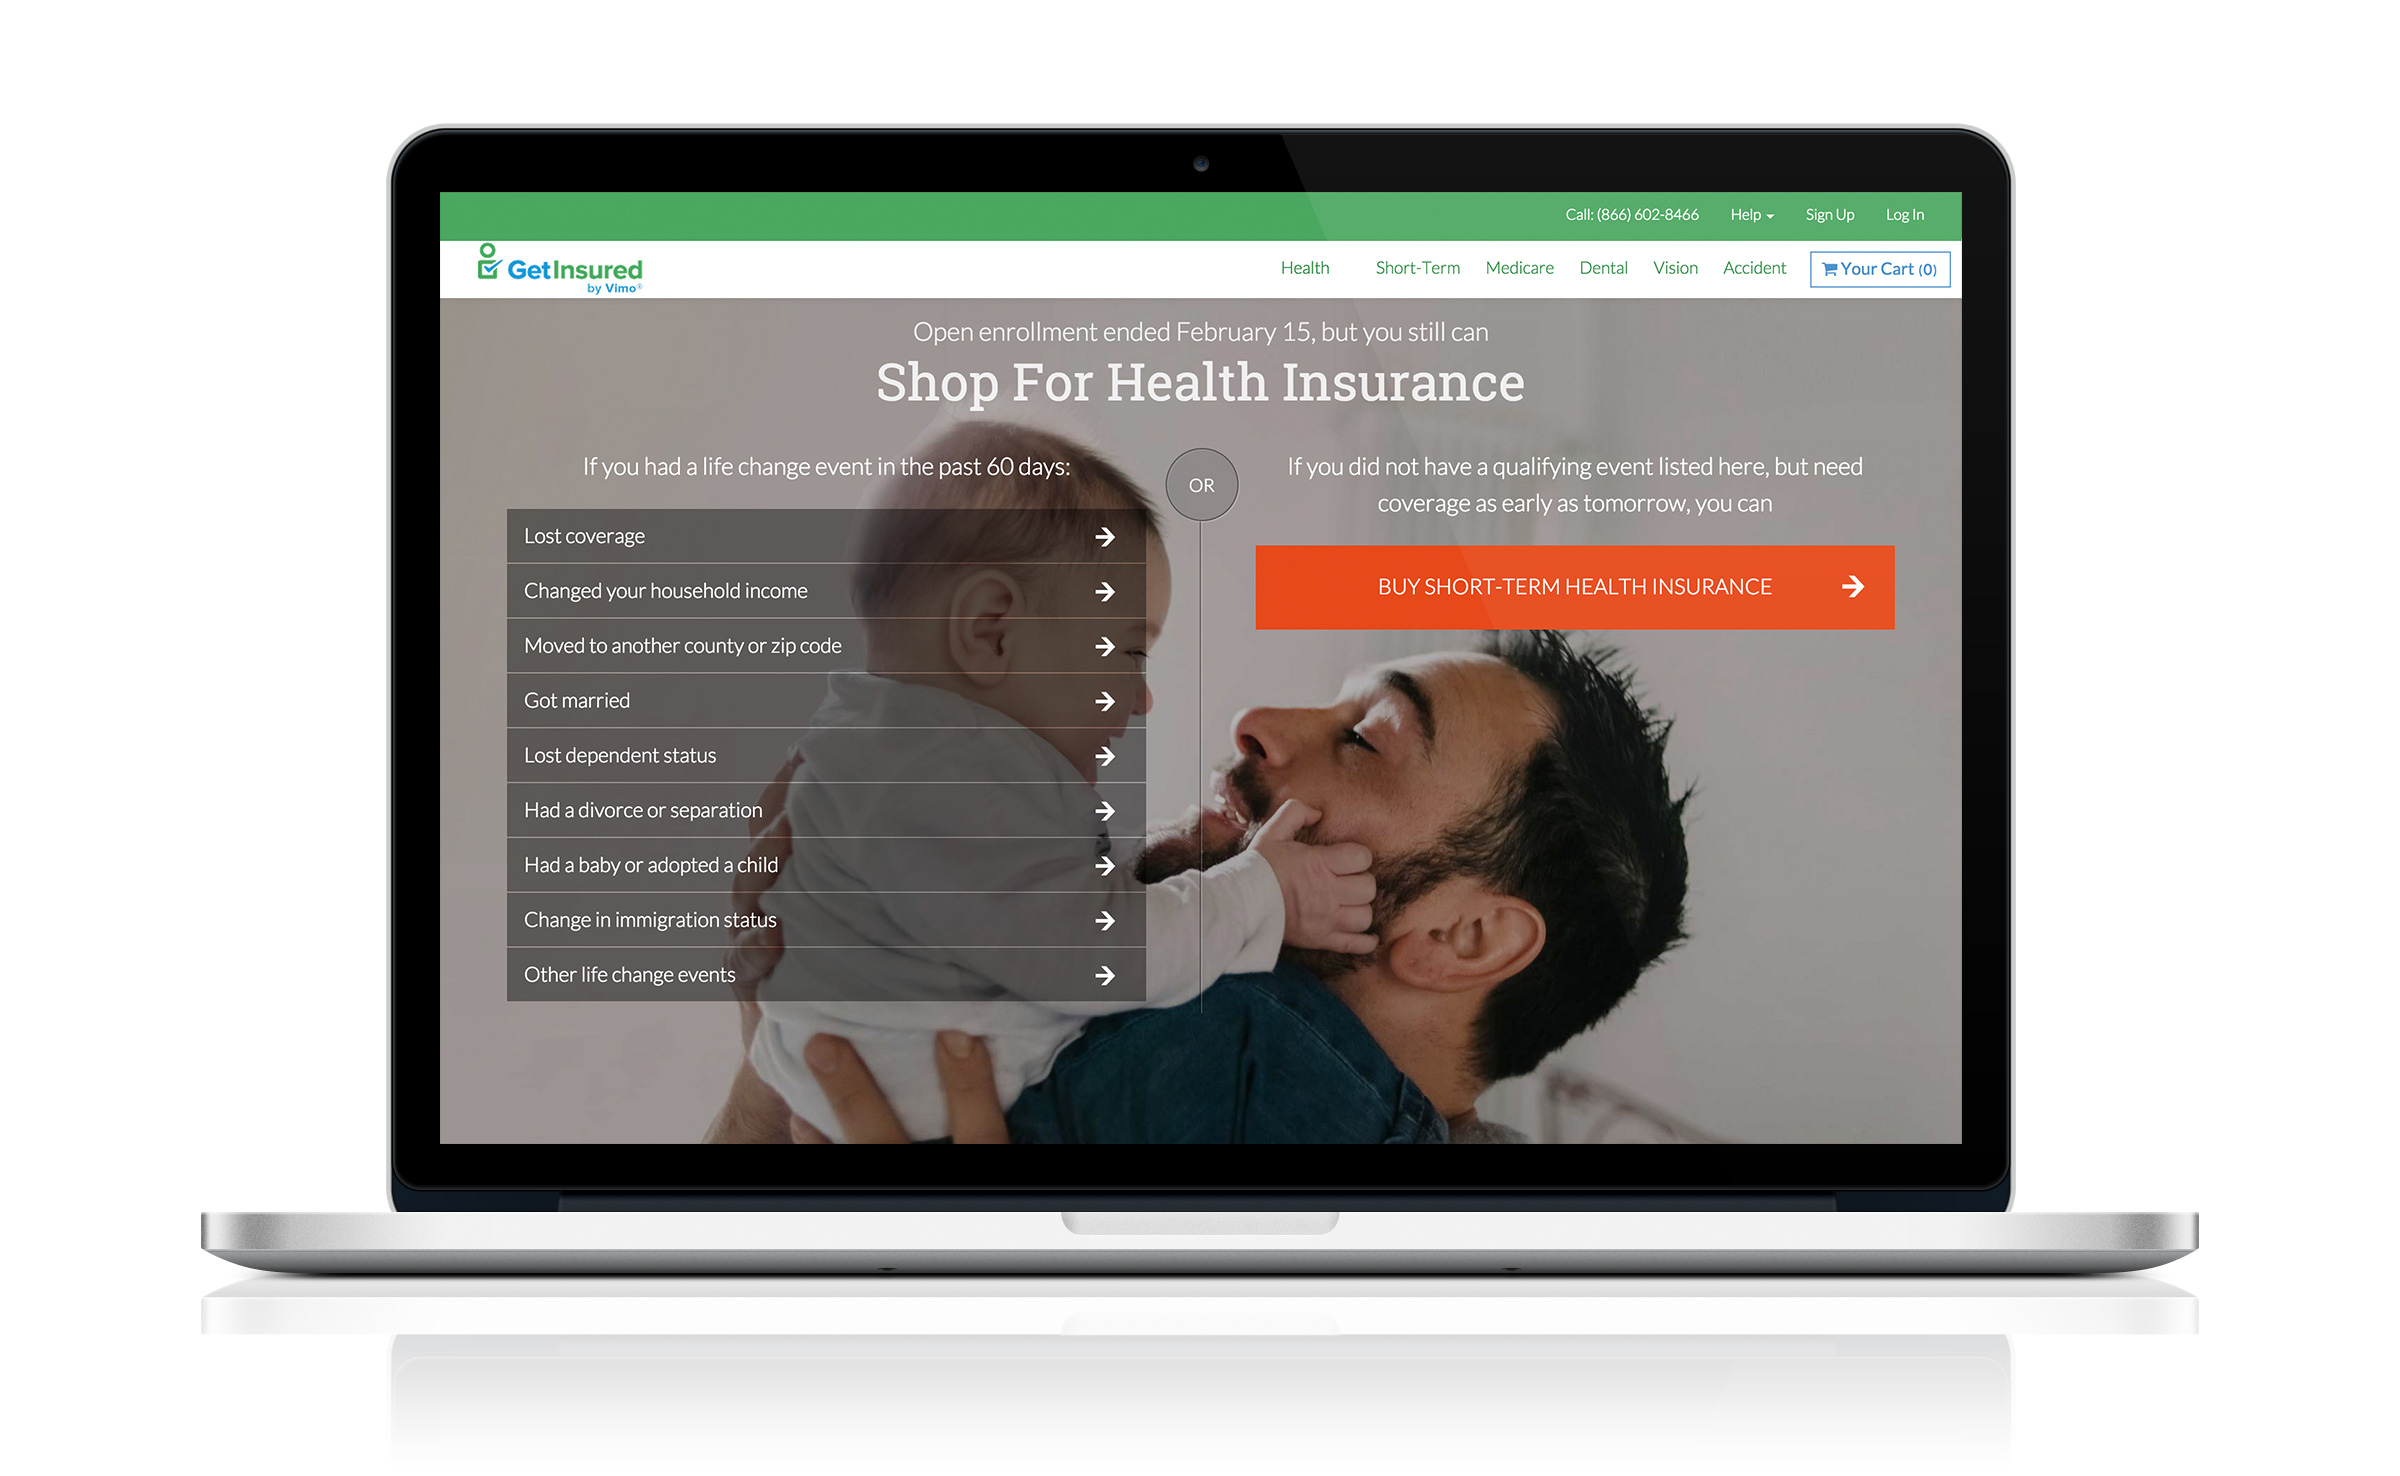 Call: (866) 602-8466 Help Sign Up Log In
GetInsured
by Vimo®
Health Short-Term Medicare Dental Vision Accident Your Cart (0)
Open enrollment ended February 15, but you still can
Shop For Health Insurance
If you had a life change event in the past 60 days:
Lost coverage
Changed your household income
Moved to another county or zip code
Got married
Lost dependent status
Had a divorce or separation
Had a baby or adopted a child
Change in immigration status
Other life change events
OR
If you did not have a qualifying event listed here, but need
coverage as early as tomorrow, you can
BUY SHORT-TERM HEALTH INSURANCE